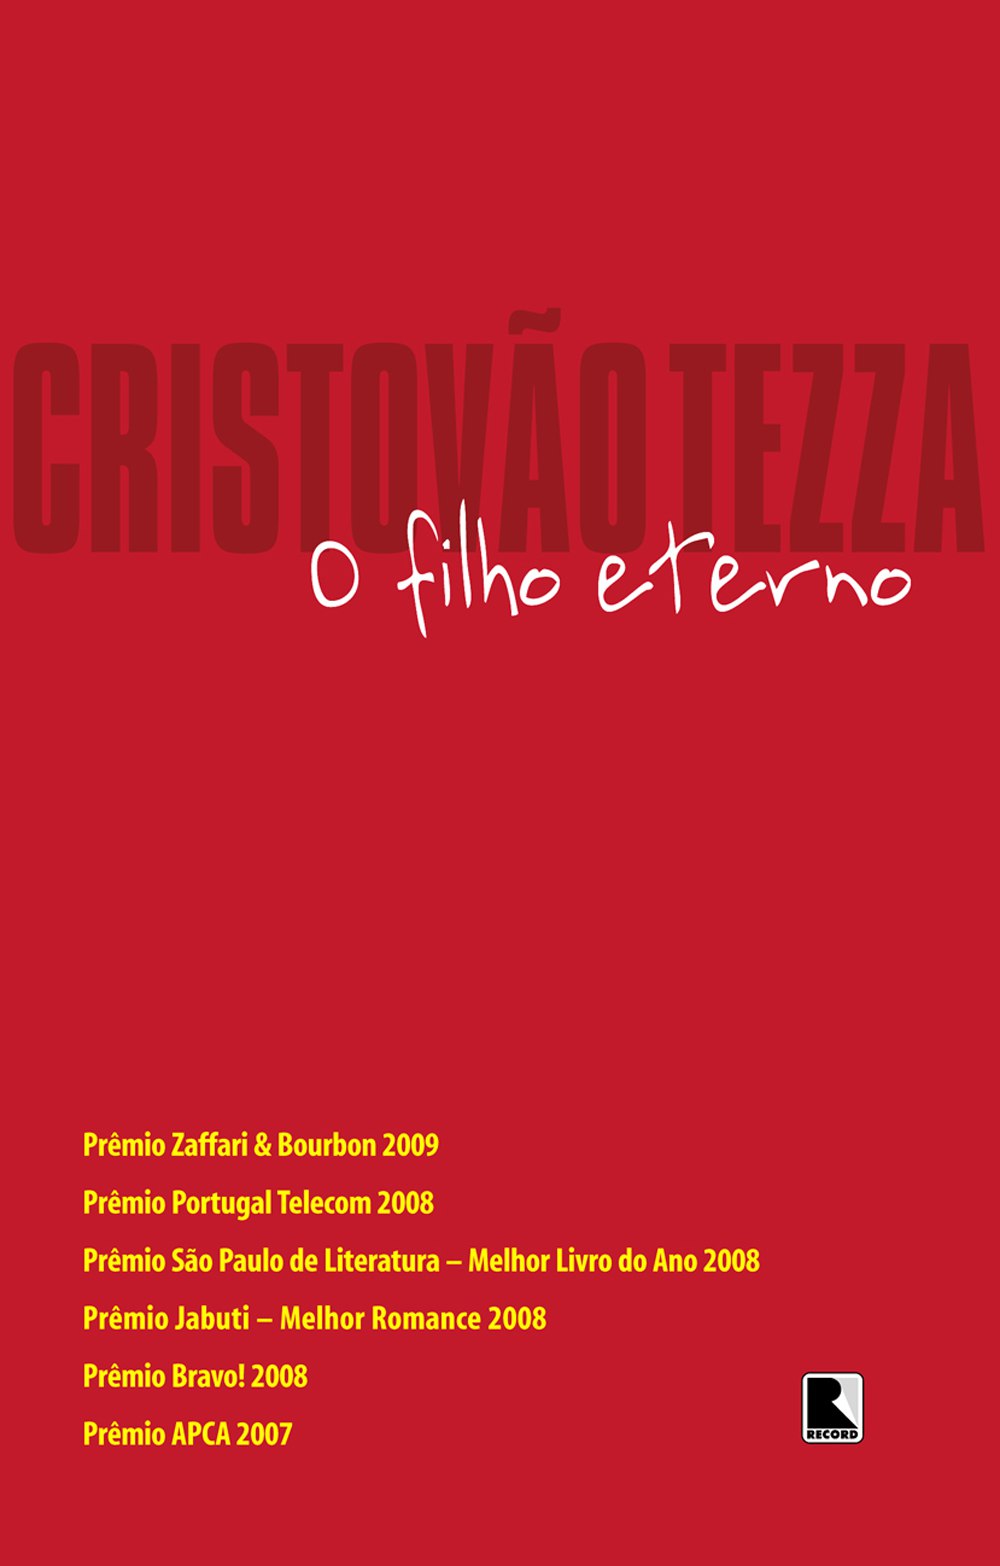 CRISTOVÃO TEZZA
O filho eterno
Prêmio Zaffari & Bourbon 2009
Prêmio Portugal Telecom 2008
Prêmio São Paulo de Literatura – Melhor Livro do Ano 2008
Prêmio Jabuti – Melhor Romance 2008
Prêmio Bravo! 2008
Prêmio APCA 2007
R
RECORD